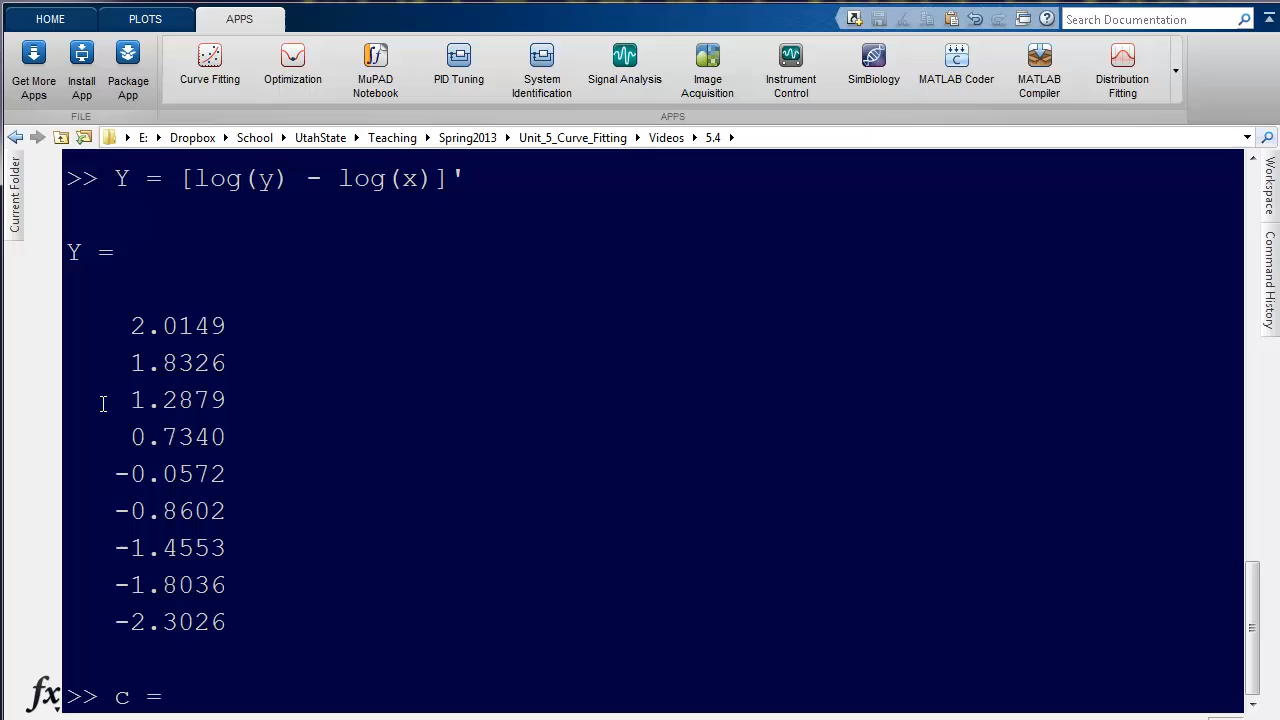 HOME PLOTS APPS Search Documentation
Get More Apps Install App Package App Curve Fitting Optimization MuPAD Notebook PID Tuning System Identification Signal Analysis Image Acquisition Instrument Control SimBiology MATLAB Coder MATLAB Compiler Distribution Fitting
FILE APPS
E: Dropbox School UtahState Teaching Spring2013 Unit_5_Curve_Fitting Videos 5.4
Current Folder
Workspace
Command History
>> Y = [log(y) - log(x)]'
Y =
2.0149
1.8326
1.2879
0.7340
-0.0572
-0.8602
-1.4553
-1.8036
-2.3026
fx >> c =